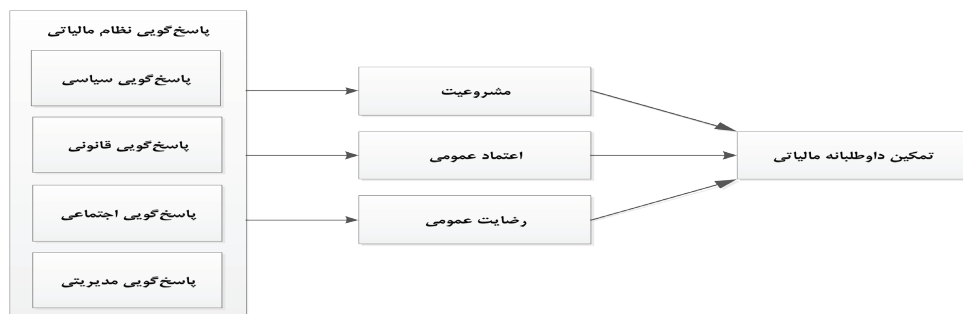 پاسخ‌گویی نظام مالیاتی
پاسخ‌گویی سیاسی
پاسخ‌گویی قانونی
پاسخ‌گویی اجتماعی
پاسخ‌گویی مدیریتی
مشروعیت
اعتماد عمومی
رضایت عمومی
تمکین داوطلبانه مالیاتی